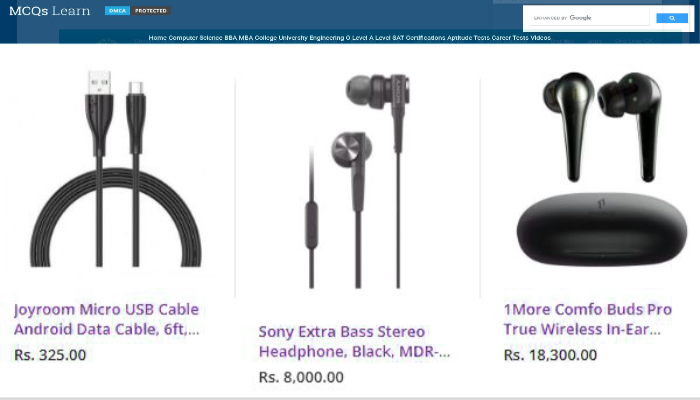 MCQs Learn
DMCA PROTECTED
ENHANCED BY Google
Home Computer Science BBA MBA College University Engineering O Level A Level SAT Certifications Aptitude Tests Career Tests Videos
Joyroom Micro USB Cable
Android Data Cable, 6ft,...
Rs. 325.00
Sony Extra Bass Stereo
Headphone, Black, MDR-...
Rs. 8,000.00
1More Comfo Buds Pro
True Wireless In-Ear...
Rs. 18,300.00